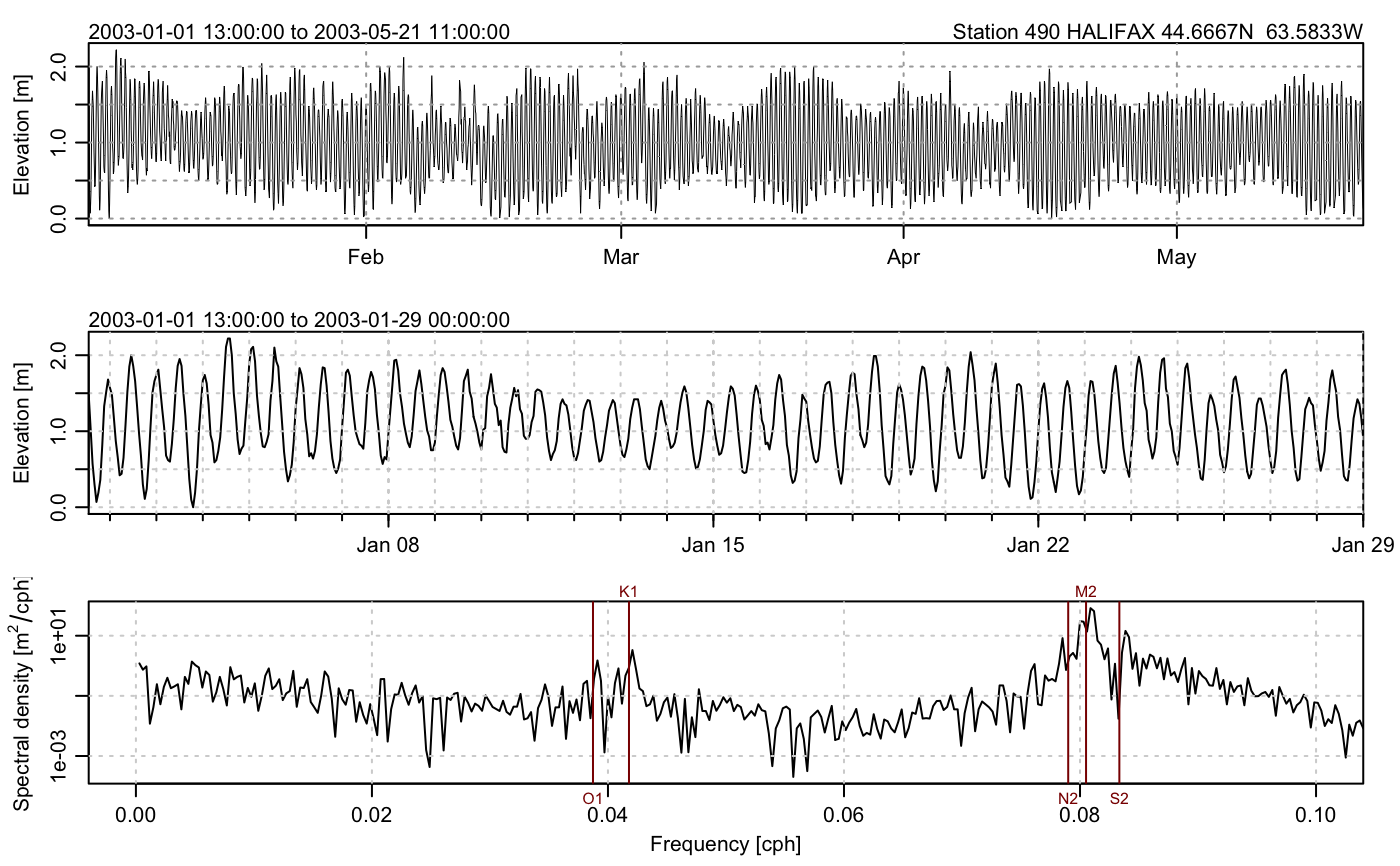 2003-01-01 13:00:00 to 2003-05-21 11:00:00 Station 490 HALIFAX 44.6667N 63.5833W
Elevation [m]
2.0
1.0
0.0
Feb Mar Apr May
2003-01-01 13:00:00 to 2003-01-29 00:00:00
Elevation [m]
2.0
1.0
0.0
Jan 08 Jan 15 Jan 22 Jan 29
K1 M2
Spectral density [m²/cph]
1e+01
1e-03
O1 N2 S2
0.00 0.02 0.04 0.06 0.08 0.10
Frequency [cph]